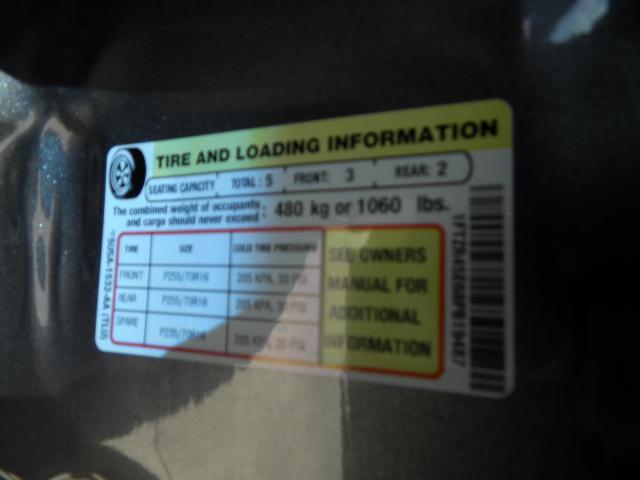 TIRE AND LOADING INFORMATION
SEATING CAPACITY TOTAL: 5 FRONT: 3 REAR: 2
The combined weight of occupants and cargo should never exceed: 480 kg or 1060 lbs.
TIRE SIZE COLD TIRE PRESSURE
FRONT P255/70R16 205 KPA, 30 PSI
REAR P255/70R16 205 KPA, 30 PSI
SPARE P235/70R16 205 KPA, 30 PSI
SEE OWNERS
MANUAL FOR
ADDITIONAL
INFORMATION
(TLU)